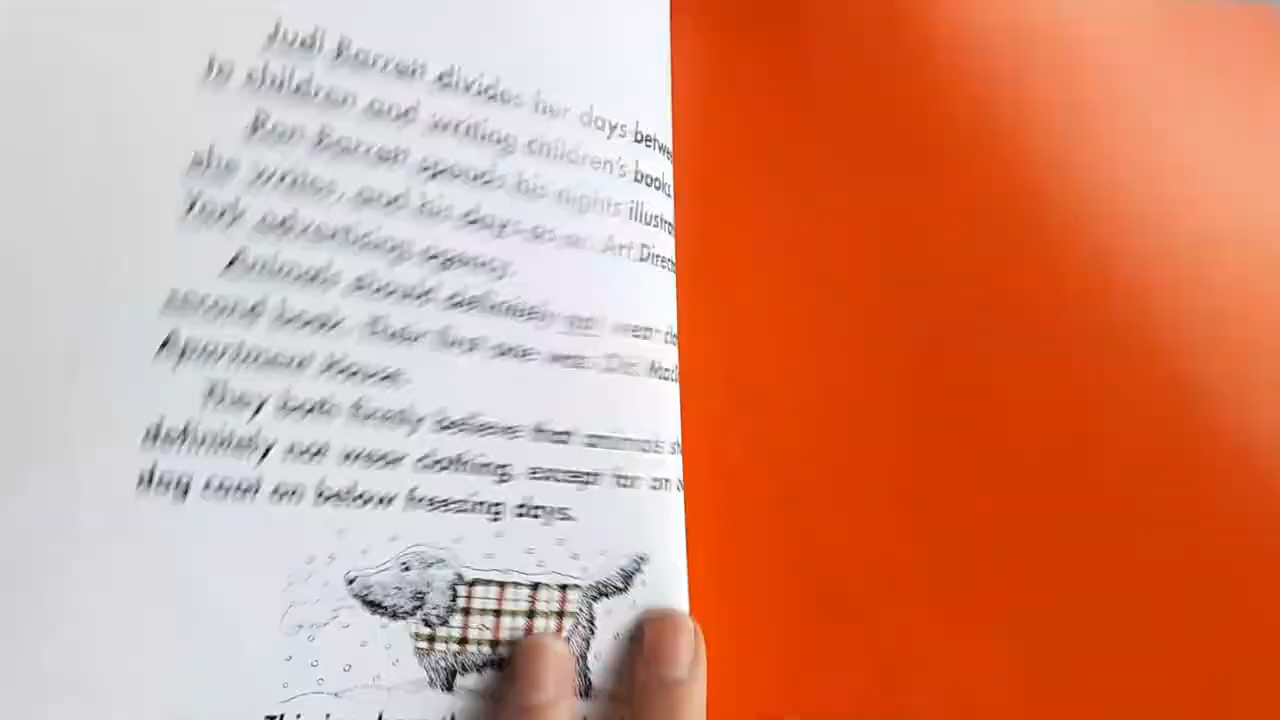 Judi Barrett divides her days betwe
to children and writing children's books
Ron Barrett spends his nights illustra
she writes, and his days as an Art Direct
York advertising agency.
Animals should definitely not wear clo
second book. Their first one was Old Mac
Apartment House.
They both firmly believe that animals sh
definitely not wear clothing, except for an
dog coat on below freezing days.